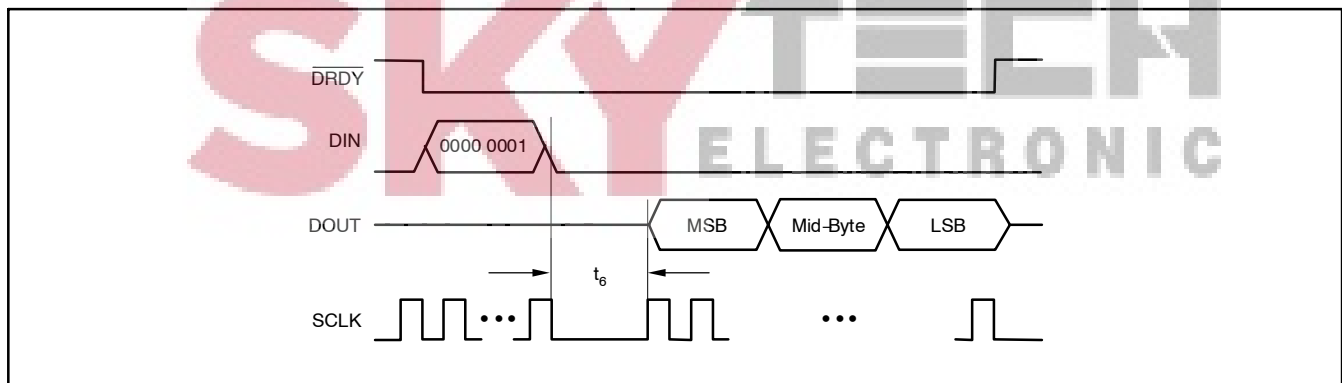 SKYTECH
ELECTRONIC
DRDY
DIN
0000 0001
DOUT
MSB
Mid-Byte
LSB
t6
SCLK